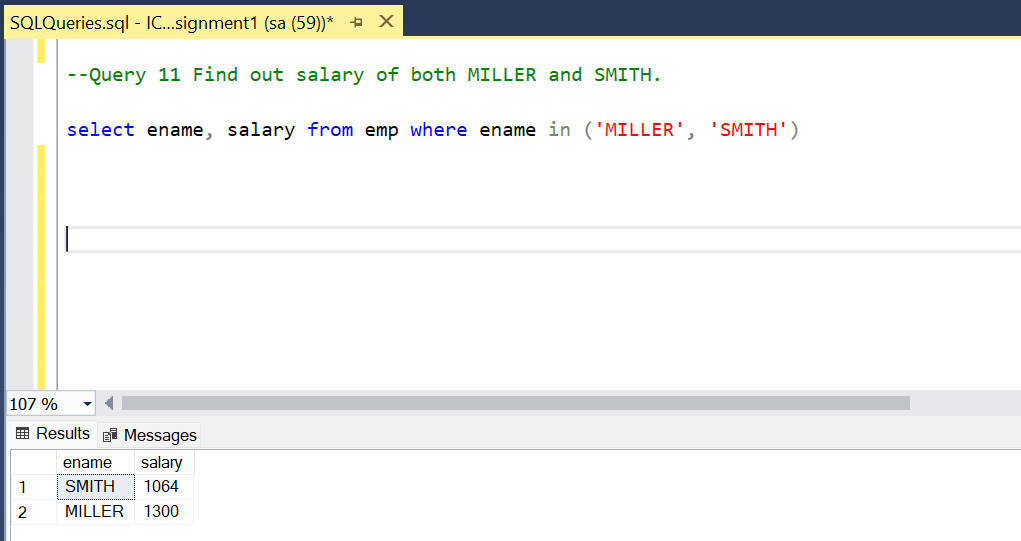 SQLQueries.sql - IC...signment1 (sa (59))*
--Query 11 Find out salary of both MILLER and SMITH.
select ename, salary from emp where ename in ('MILLER', 'SMITH')
107 %
Results Messages
ename salary
1 SMITH 1064
2 MILLER 1300